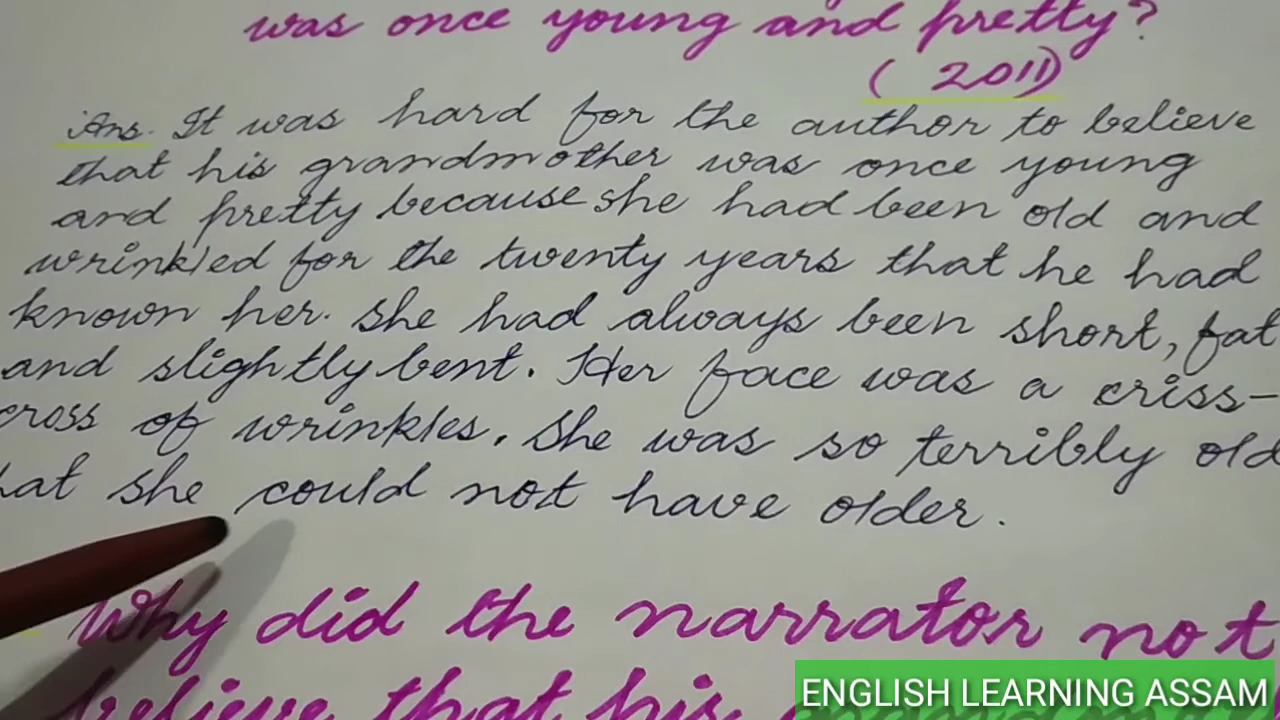 was once young and pretty?
(2011)
Ans. It was hard for the author to believe
that his grandmother was once young
and pretty because she had been old and
wrinkled for the twenty years that he had
known her. She had always been short, fat
and slightly bent. Her face was a criss-
cross of wrinkles. She was so terribly old
hat she could not have older.
Why did the narrator not
believe that his
ENGLISH LEARNING ASSAM